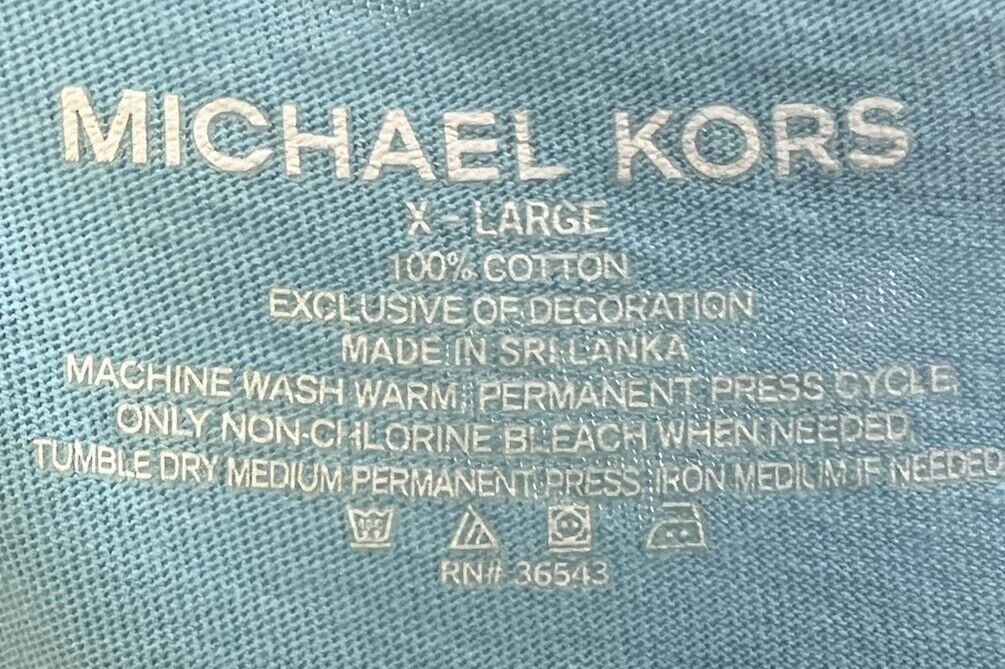 MICHAEL KORS
X-LARGE
100% COTTON
EXCLUSIVE OF DECORATION
MADE IN SRI LANKA
MACHINE WASH WARM, PERMANENT PRESS CYCLE,
ONLY NON-CHLORINE BLEACH WHEN NEEDED,
TUMBLE DRY MEDIUM PERMANENT PRESS, IRON MEDIUM IF NEEDED
RN# 36543